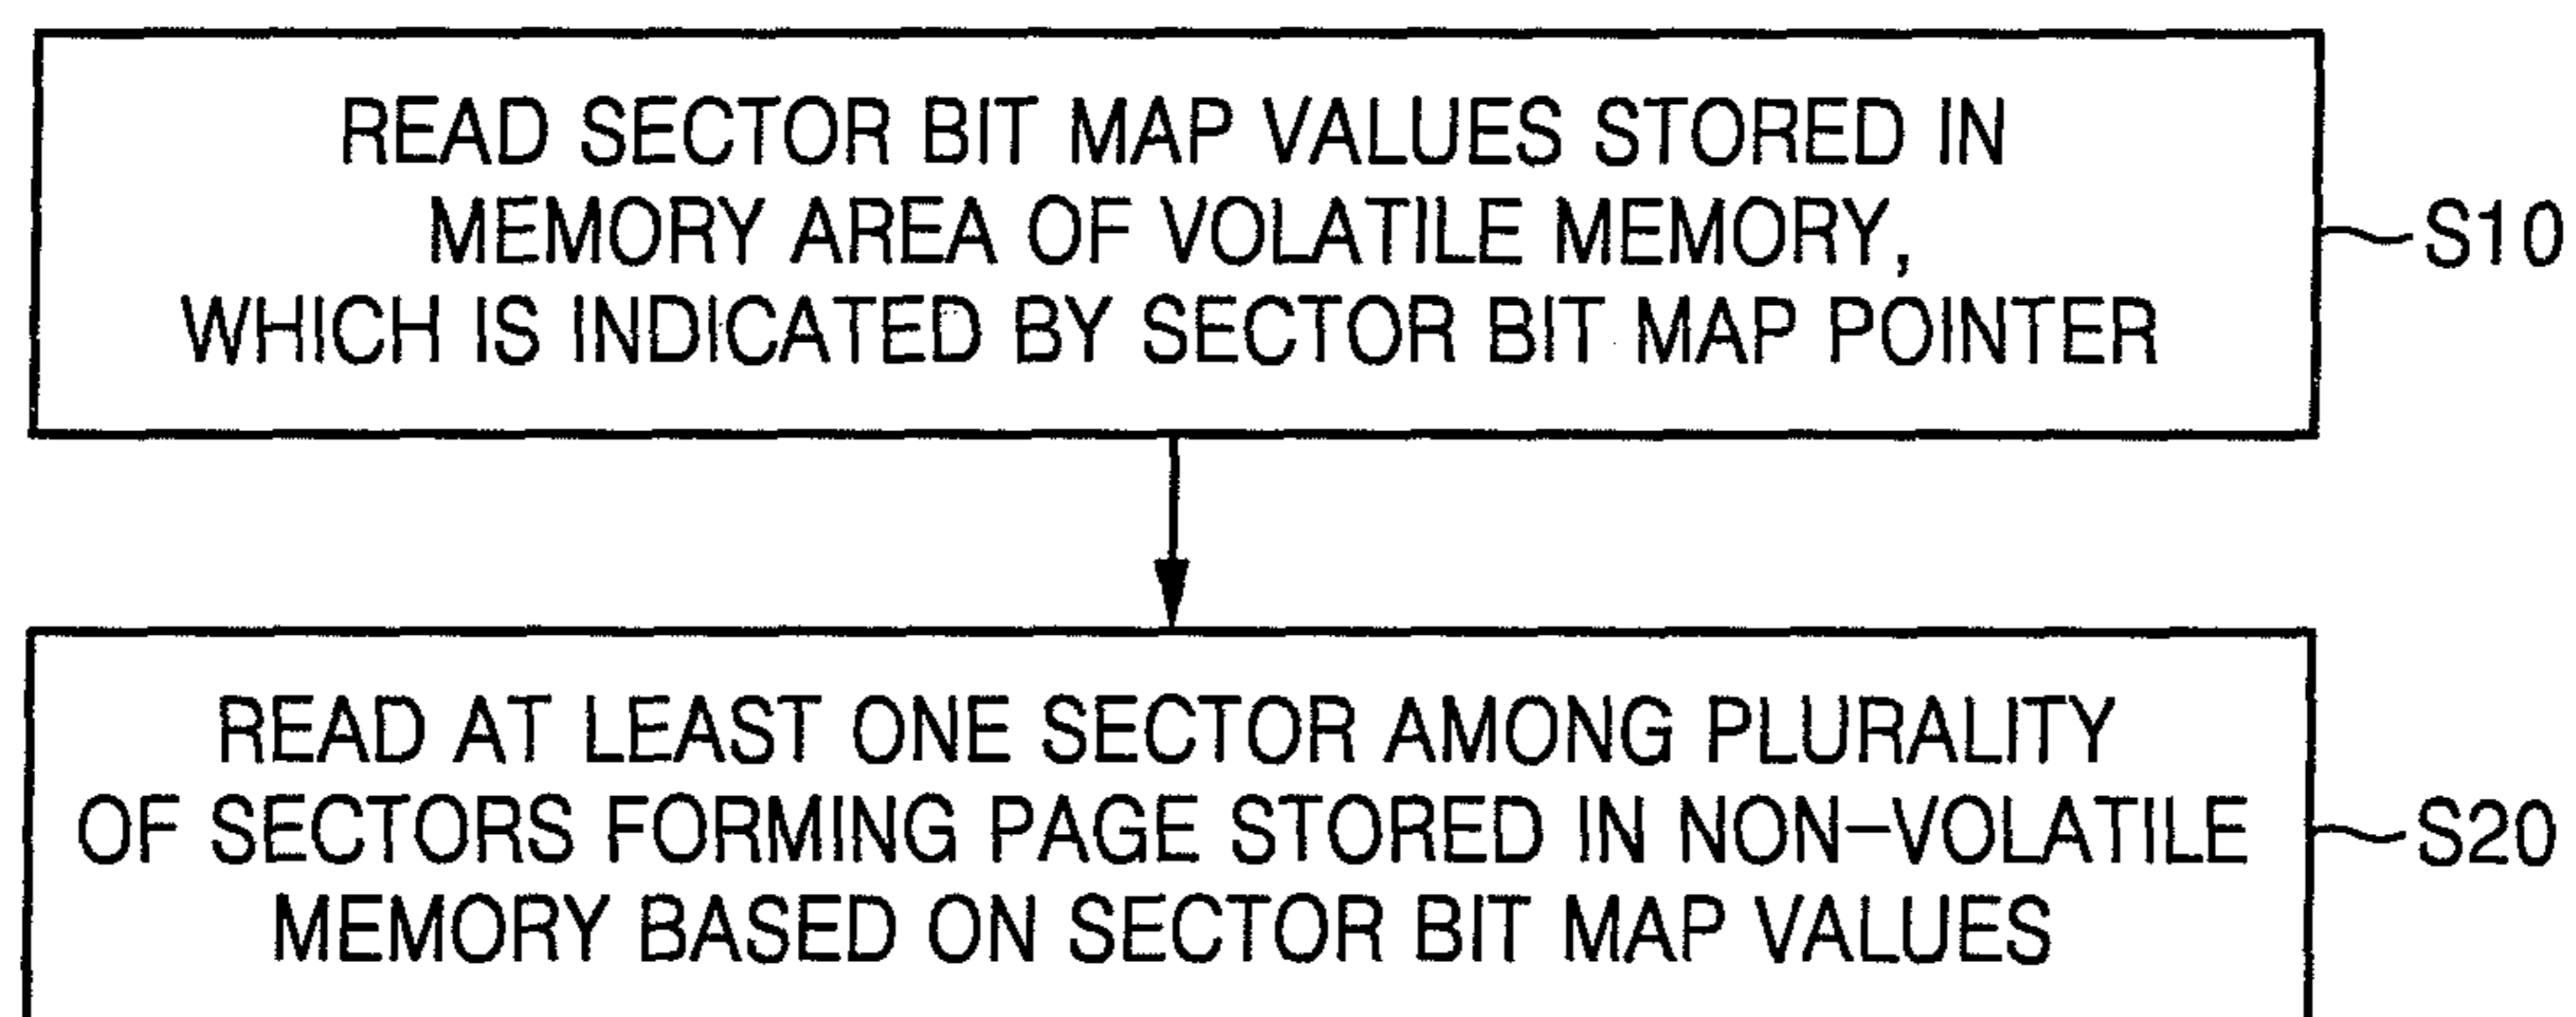 READ SECTOR BIT MAP VALUES STORED IN
MEMORY AREA OF VOLATILE MEMORY,
WHICH IS INDICATED BY SECTOR BIT MAP POINTER
S10
READ AT LEAST ONE SECTOR AMONG PLURALITY
OF SECTORS FORMING PAGE STORED IN NON-VOLATILE
MEMORY BASED ON SECTOR BIT MAP VALUES
S20